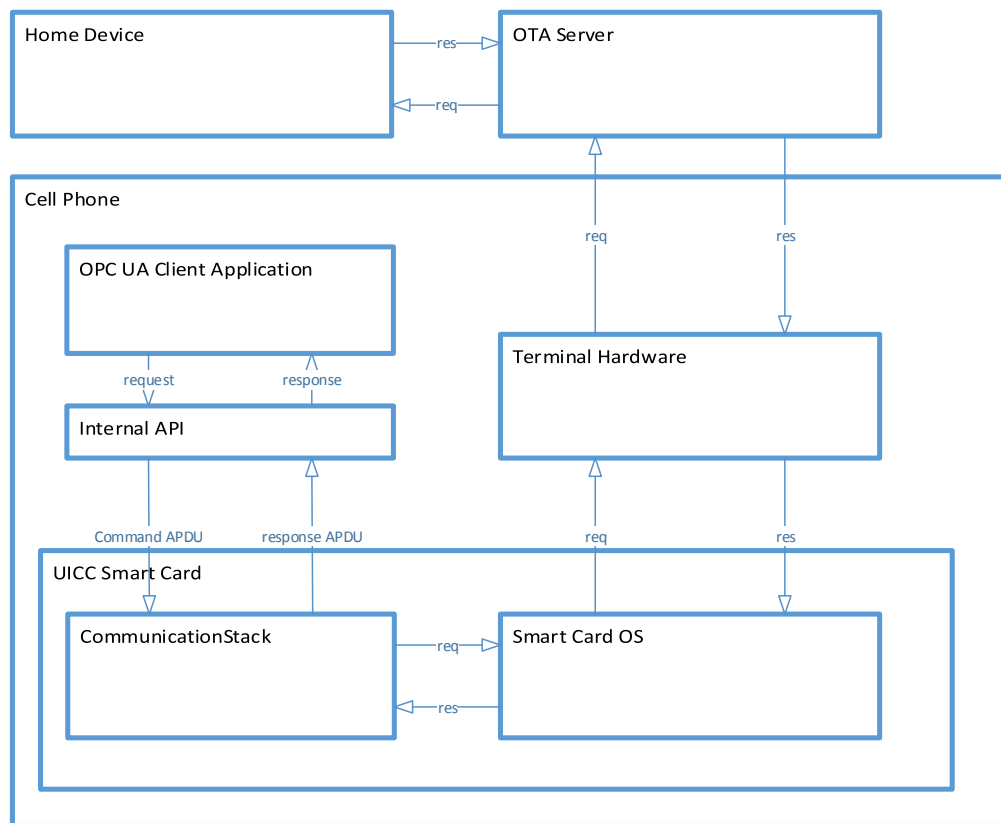 Home Device
OTA Server
res
req
Cell Phone
req
res
OPC UA Client Application
Terminal Hardware
request
response
Internal API
Command APDU
response APDU
req
res
UICC Smart Card
CommunicationStack
Smart Card OS
req
res